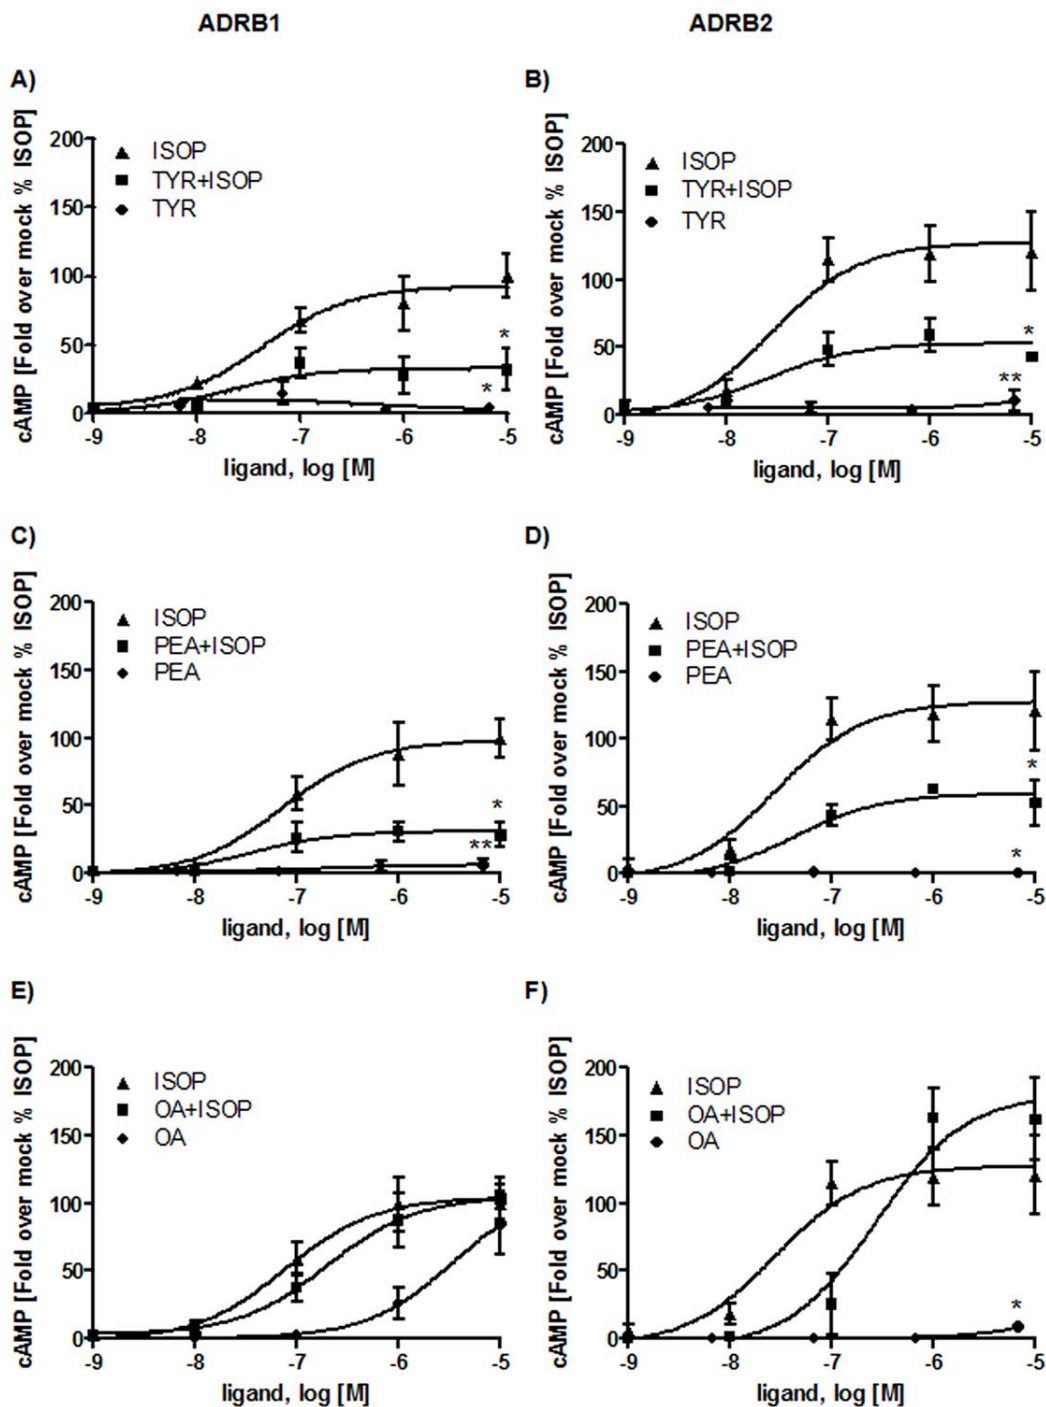 ADRB1
ADRB2
A)
cAMP [Fold over mock % ISOP]
200
150
100
50
0
ISOP
TYR+ISOP
TYR
*
*
-9 -8 -7 -6 -5
ligand, log [M]
B)
cAMP [Fold over mock % ISOP]
200
150
100
50
0
ISOP
TYR+ISOP
TYR
*
**
-9 -8 -7 -6 -5
ligand, log [M]
C)
cAMP [Fold over mock % ISOP]
200
150
100
50
0
ISOP
PEA+ISOP
PEA
*
**
-9 -8 -7 -6 -5
ligand, log [M]
D)
cAMP [Fold over mock % ISOP]
200
150
100
50
0
ISOP
PEA+ISOP
PEA
*
*
-9 -8 -7 -6 -5
ligand, log [M]
E)
cAMP [Fold over mock % ISOP]
200
150
100
50
0
ISOP
OA+ISOP
OA
-9 -8 -7 -6 -5
ligand, log [M]
F)
cAMP [Fold over mock % ISOP]
200
150
100
50
0
ISOP
OA+ISOP
OA
*
-9 -8 -7 -6 -5
ligand, log [M]